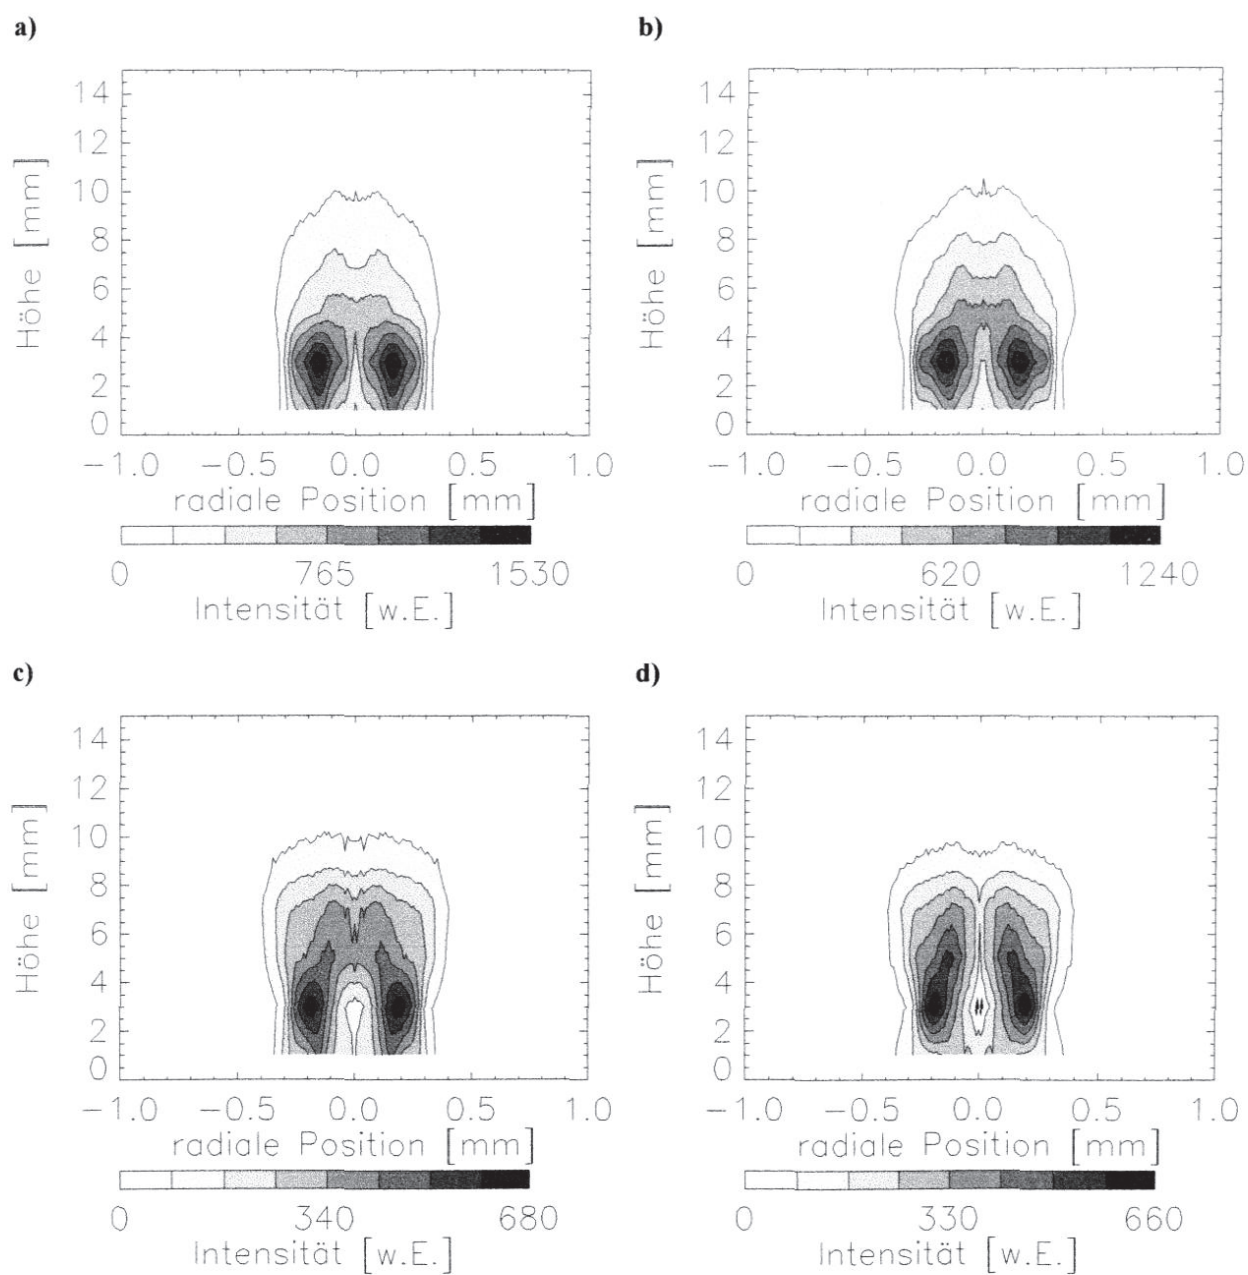 a)
14
12
10
8
6
4
2
0
Höhe [mm]
−1.0 −0.5 0.0 0.5 1.0
radiale Position [mm]
0 765 1530
Intensität [w.E.]
b)
14
12
10
8
6
4
2
0
Höhe [mm]
−1.0 −0.5 0.0 0.5 1.0
radiale Position [mm]
0 620 1240
Intensität [w.E.]
c)
14
12
10
8
6
4
2
0
Höhe [mm]
−1.0 −0.5 0.0 0.5 1.0
radiale Position [mm]
0 340 680
Intensität [w.E.]
d)
14
12
10
8
6
4
2
0
Höhe [mm]
−1.0 −0.5 0.0 0.5 1.0
radiale Position [mm]
0 330 660
Intensität [w.E.]